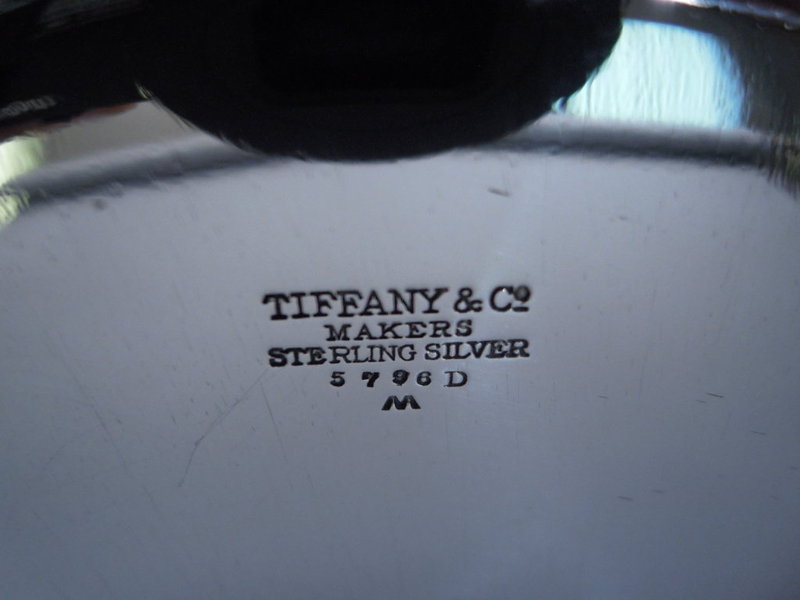 TIFFANY & Cº
MAKERS
STERLING SILVER
5796D
M